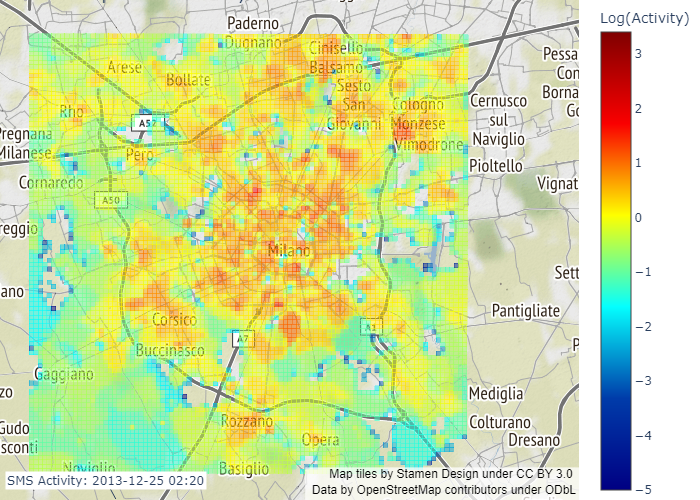 Log(Activity)
3
2
1
0
−1
−2
−3
−4
−5
Paderno
Dugnano
Cinisello
Balsamo
Pessa
Con
Borna
Go
Arese
Bollate
Sesto
San
Giovanni
Cologno
Monzese
Cernusco
sul
Naviglio
Rho
A52
Pregnana
Milanese
Pero
Vimodrone
Pioltello
Cornaredo
Vignat
A50
reggio
Milano
Sett
ano
Pantigliate
Corsico
A7
A1
P
Buccinasco
Gaggiano
zo
Mediglia
Rozzano
Colturano
Gudo
sconti
Opera
Dresano
Noviglio
Basiglio
SMS Activity: 2013-12-25 02:20
Map tiles by Stamen Design under CC BY 3.0
Data by OpenStreetMap contributors under ODbL